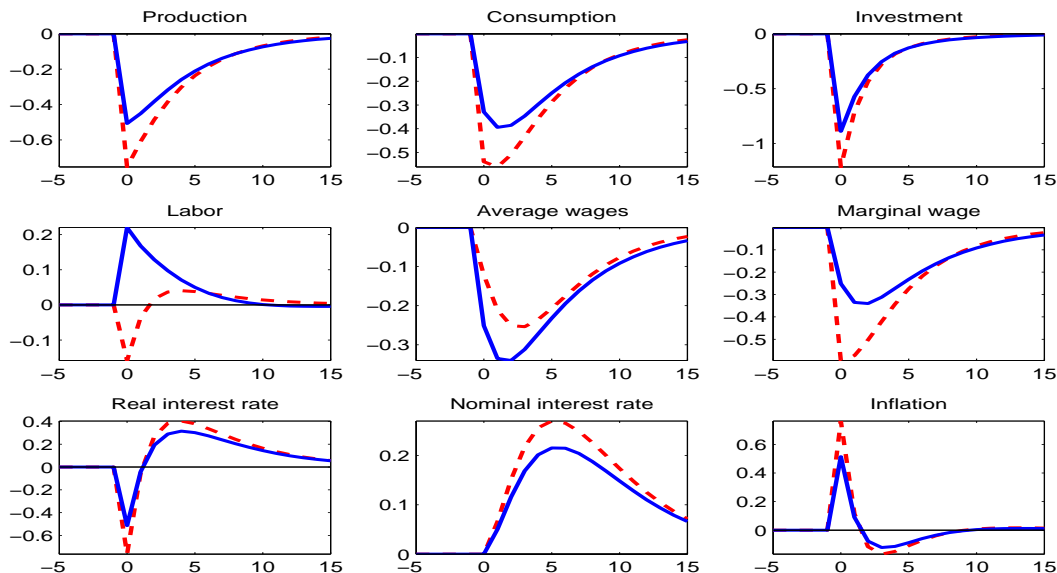 Production
0
−0.2
−0.4
−0.6
−5 0 5 10 15
Consumption
−0.1
−0.2
−0.3
−0.4
−0.5
−5 0 5 10 15
Investment
0
−0.5
−1
−5 0 5 10 15
Labor
0.2
0.1
0
−0.1
−5 0 5 10 15
Average wages
0
−0.1
−0.2
−0.3
−5 0 5 10 15
Marginal wage
−0.1
−0.2
−0.3
−0.4
−0.5
−5 0 5 10 15
Real interest rate
0.4
0.2
0
−0.2
−0.4
−0.6
−5 0 5 10 15
Nominal interest rate
0.2
0.1
0
−5 0 5 10 15
Inflation
0.6
0.4
0.2
0
−5 0 5 10 15